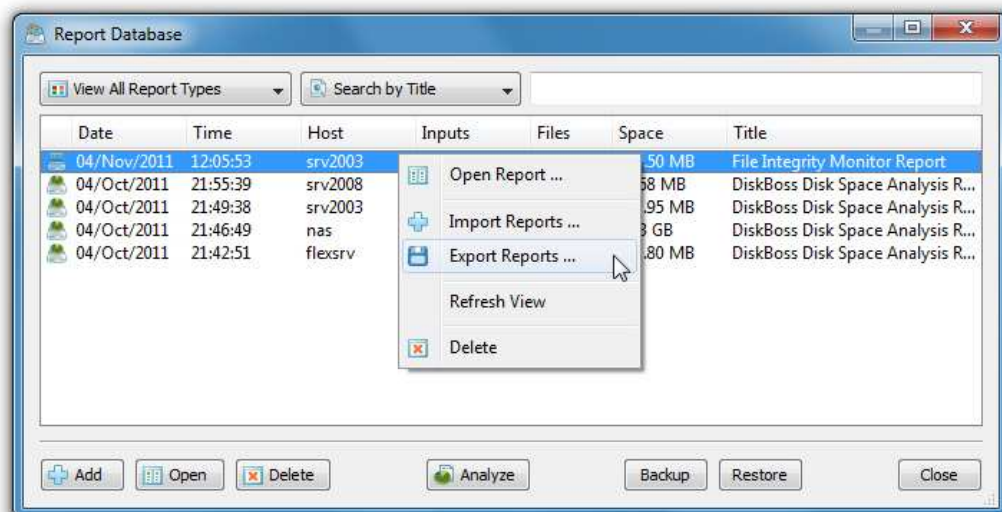 Report Database
View All Report Types Search by Title
Date Time Host Inputs Files Space Title
04/Nov/2011 12:05:53 srv2003 .50 MB File Integrity Monitor Report
04/Oct/2011 21:55:39 srv2008 58 MB DiskBoss Disk Space Analysis R...
04/Oct/2011 21:49:38 srv2003 .95 MB DiskBoss Disk Space Analysis R...
04/Oct/2011 21:46:49 nas GB DiskBoss Disk Space Analysis R...
04/Oct/2011 21:42:51 flexsrv .80 MB DiskBoss Disk Space Analysis R...
Open Report ...
Import Reports ...
Export Reports ...
Refresh View
Delete
Add Open Delete Analyze Backup Restore Close